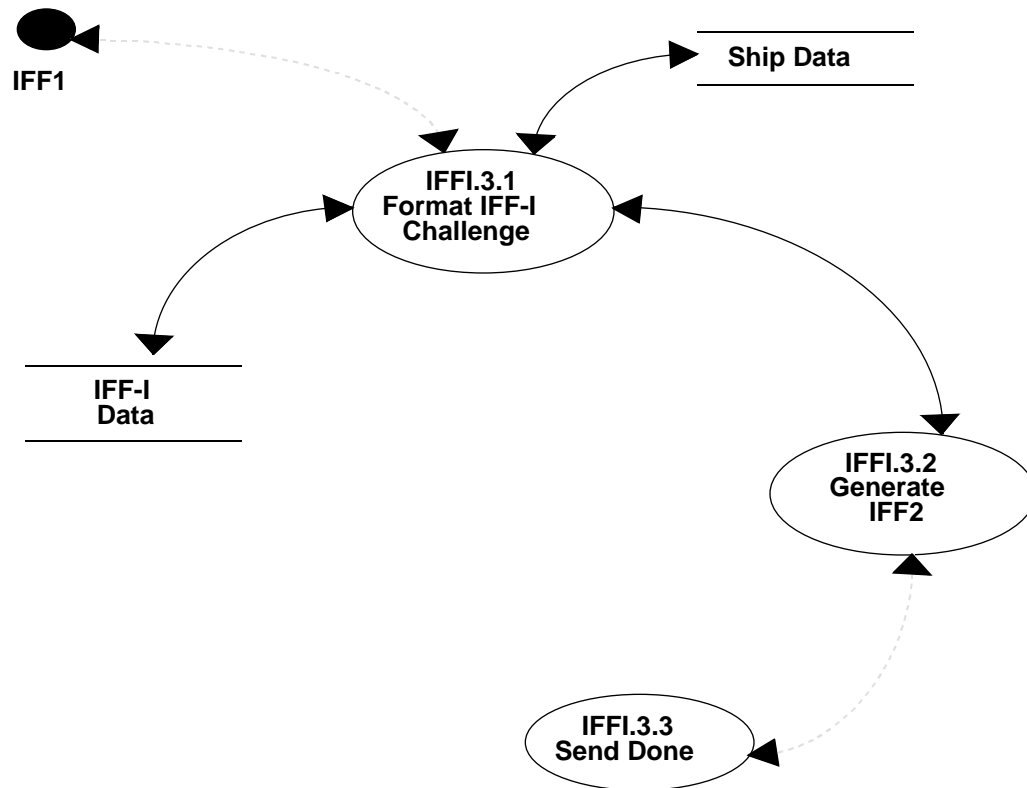 IFF1
Ship Data
IFFI.3.1
Format IFF-I
Challenge
IFF-I
Data
IFFI.3.2
Generate
IFF2
IFFI.3.3
Send Done